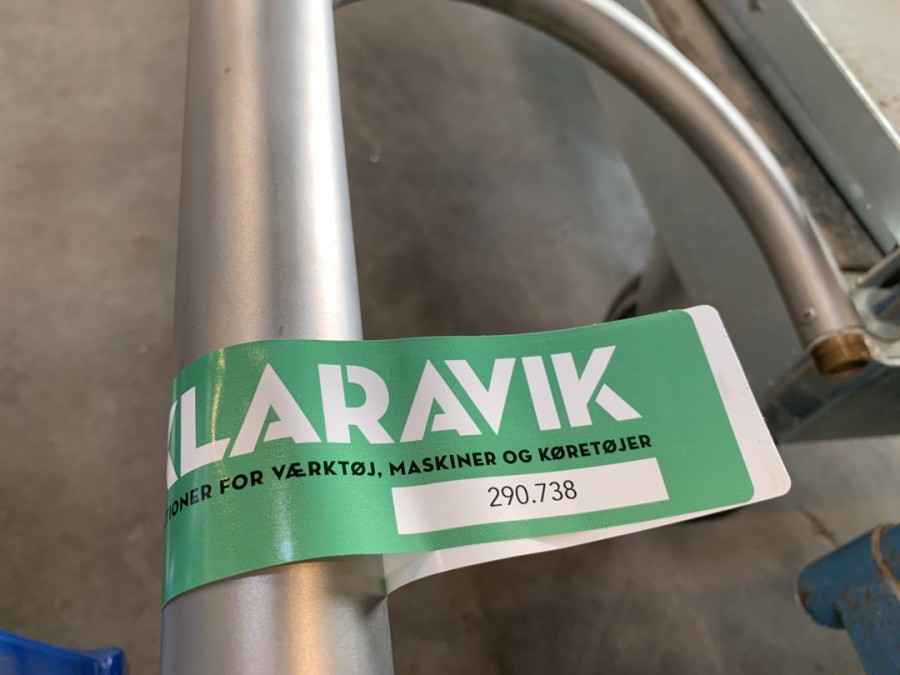 KLARAVIK
TIONER FOR VÆRKTØJ, MASKINER OG KØRETØJER
290.738